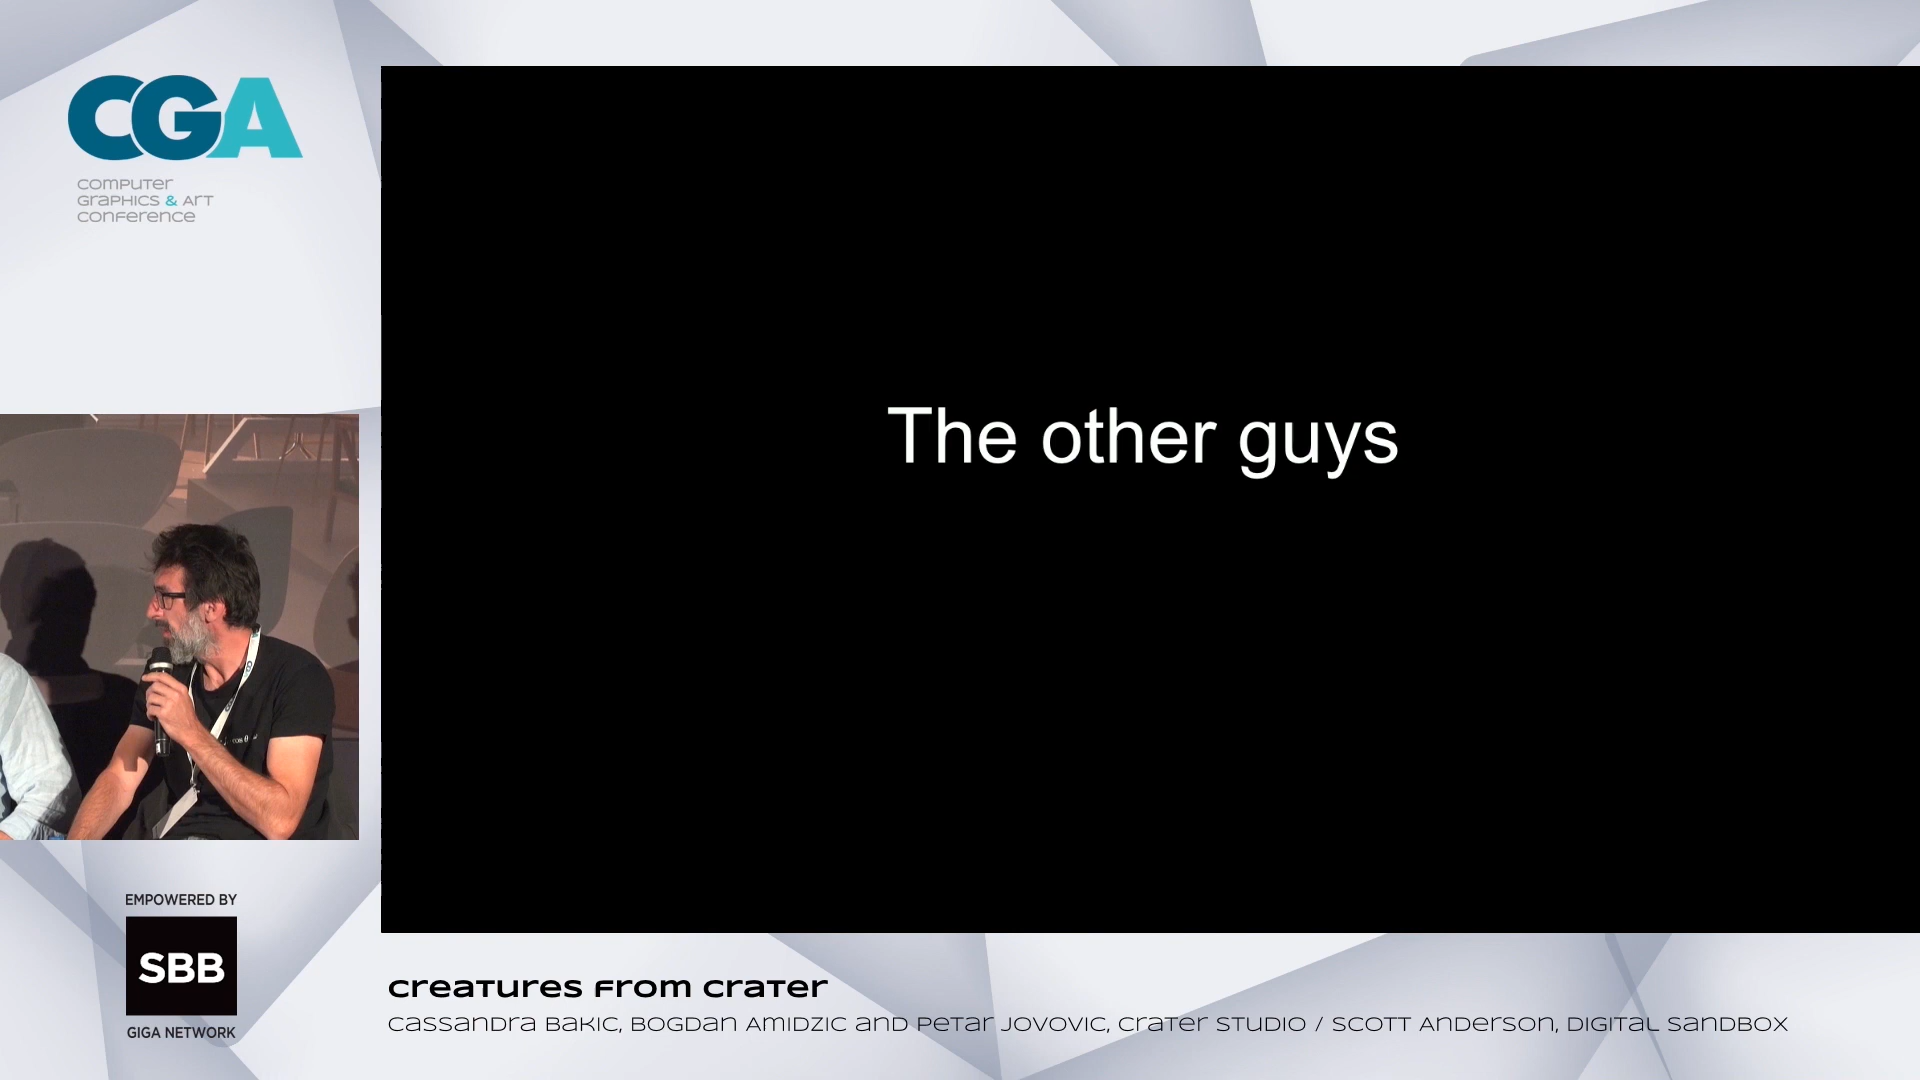 CGA
computer
graphics & art
conference
The other guys
EMPOWERED BY
SBB
GIGA NETWORK
creatures from crater
cassandra bakic, bogdan amidzic and petar jovovic, crater studio / scott anderson, digital sandbox